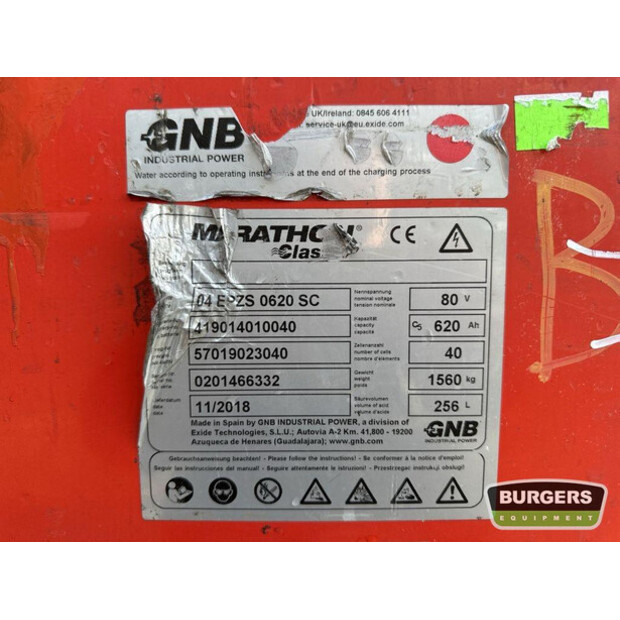 GNB
INDUSTRIAL POWER
UK/Ireland: 0845 606 4111
service-uk@eu.exide.com
Water according to operating at the end of the charging process
MARATHON
Clas
CE
04 EPZS 0620 SC
Nennspannung
nominal voltage
tension nominale
80 V
419014010040
Kapazität
capacity
capacité
C5 620 Ah
57019023040
Zellenanzahl
number of cells
nombre d'éléments
40
0201466332
Gewicht
weight
poids
1560 kg
11/2018
Säurevolumen
volume of acid
volume d'acide
256 L
Made in Spain by GNB INDUSTRIAL POWER, a division of
Exide Technologies, S.L.U.; Autovia A-2 Km. 41,800 - 19200
Azuqueca de Henares (Guadalajara); www.gnb.com
GNB
INDUSTRIAL POWER
Gebrauchsanweisung beachten! - Please follow the instructions! - Se conformer à la notice d'emploi!
Seguir las instrucciones del manual! - Seguire attentamente le istruzioni! - Przestrzegac instrukcji obslugi!
B
BURGERS
EQUIPMENT